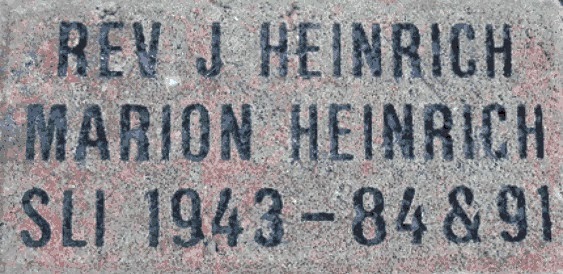 REV J HEINRICH
MARION HEINRICH
SLI 1943-84&91